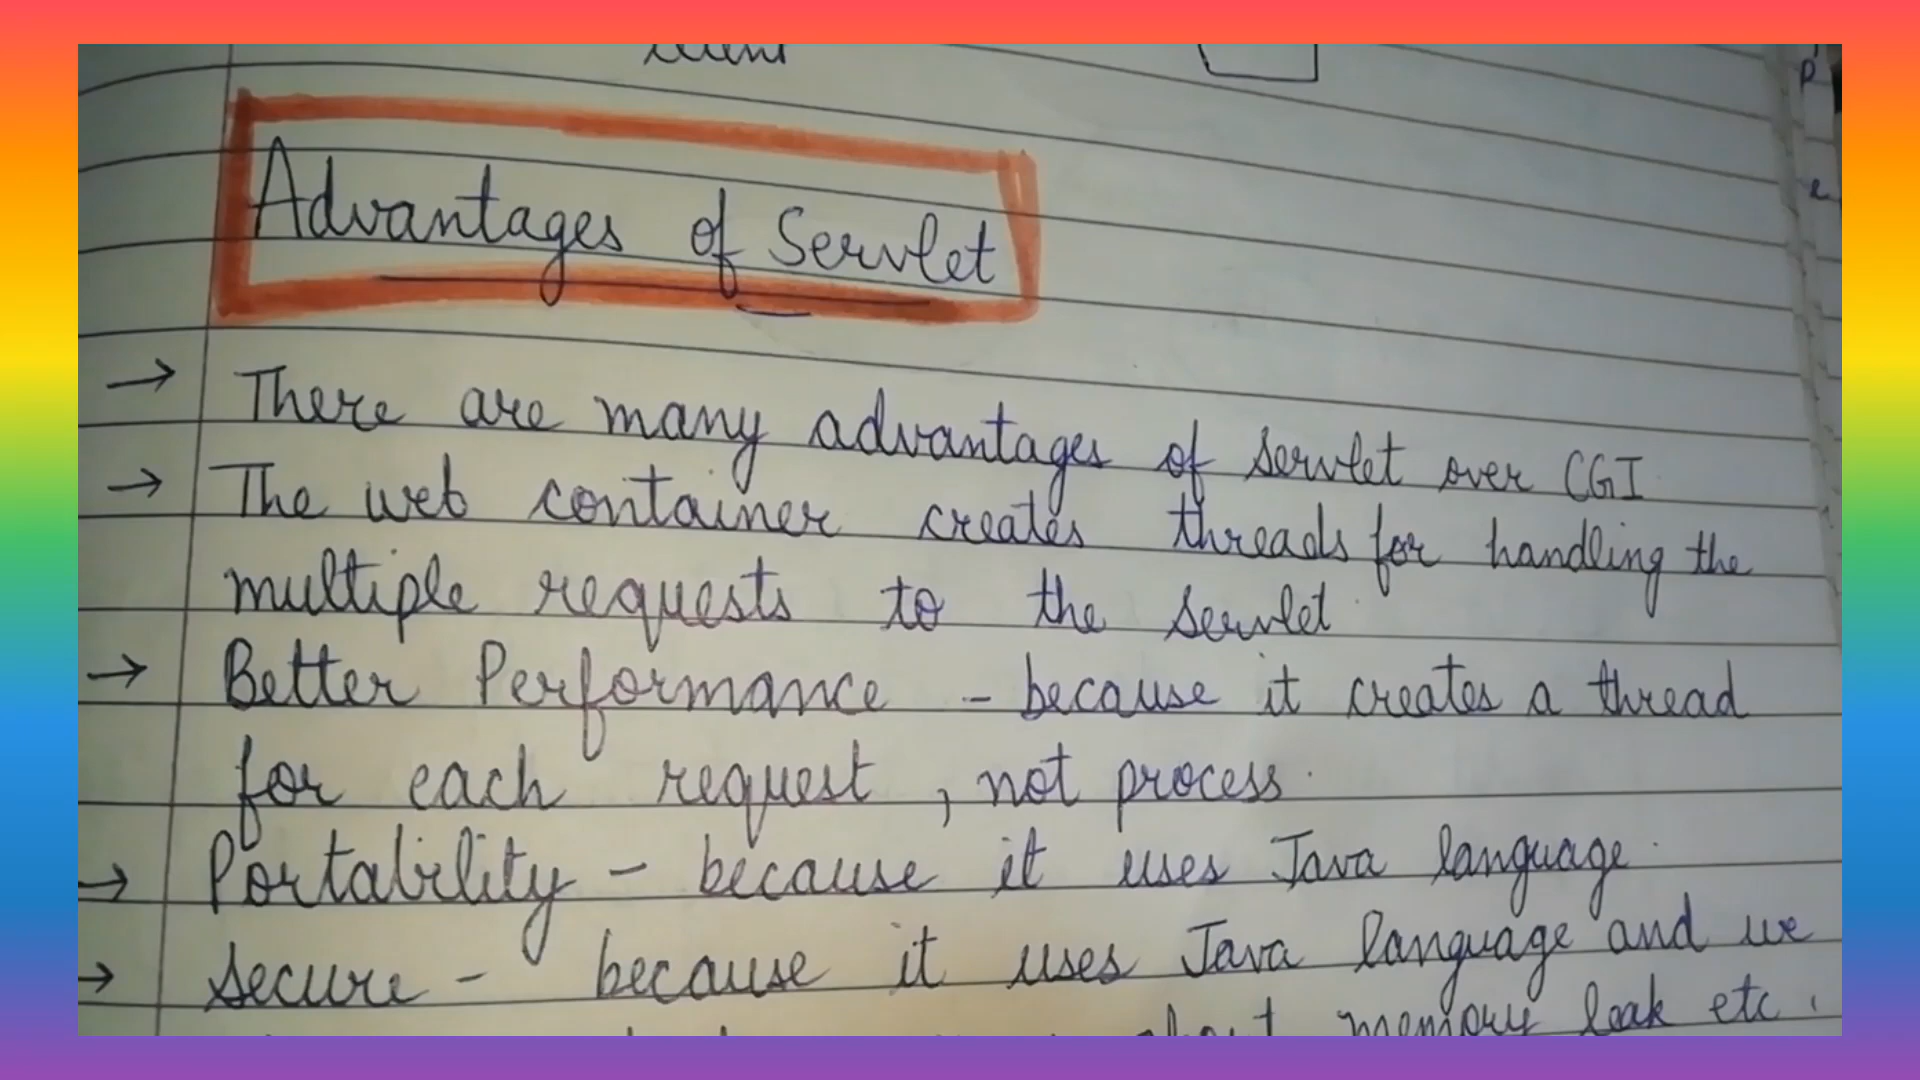 Advantages of Servlet
→ There are many advantages of servlet over CGI
→ The web container creates threads for handling the
multiple requests to the servlet.
→ Better Performance - because it creates a thread
for each request, not process.
→ Portability - because it uses Java language.
→ Secure - because it uses Java language and we
about memory leak etc.